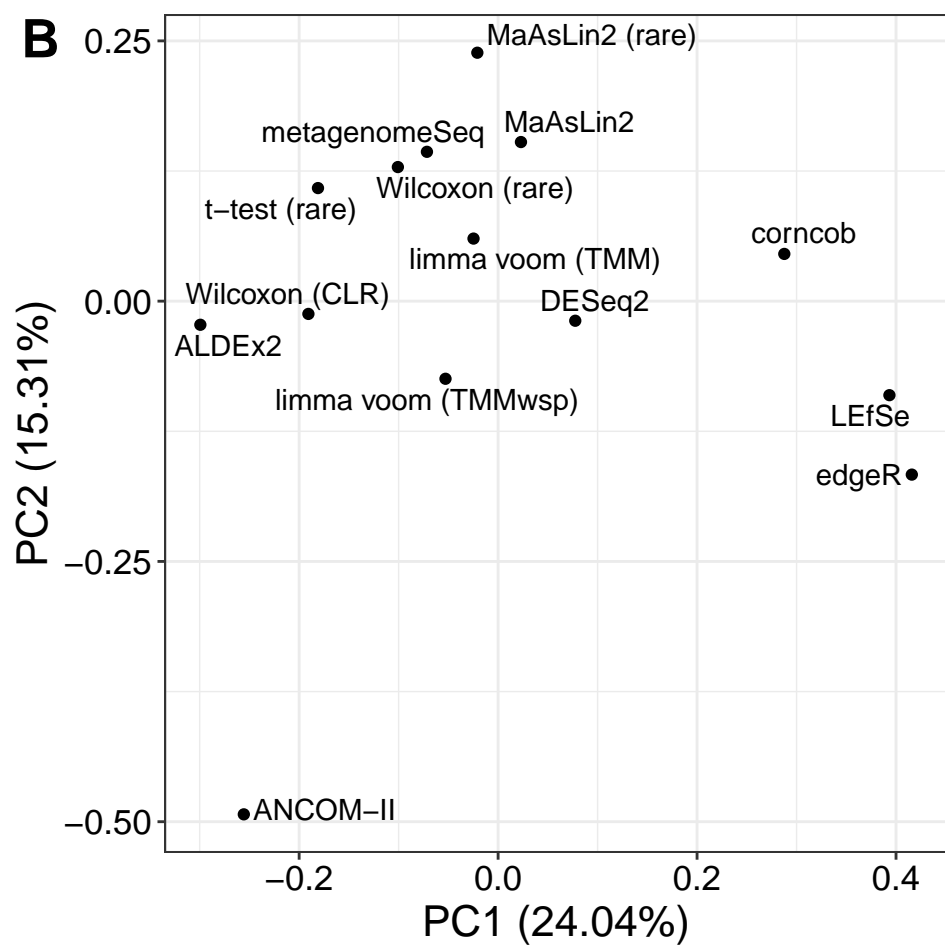 B
0.25
MaAsLin2 (rare)
MaAsLin2
metagenomeSeq
Wilcoxon (rare)
t−test (rare)
corncob
limma voom (TMM)
Wilcoxon (CLR)
DESeq2
0.00
ALDEx2
limma voom (TMMwsp)
LEfSe
edgeR
PC2 (15.31%)
−0.25
ANCOM−II
−0.50
−0.2 0.0 0.2 0.4
PC1 (24.04%)